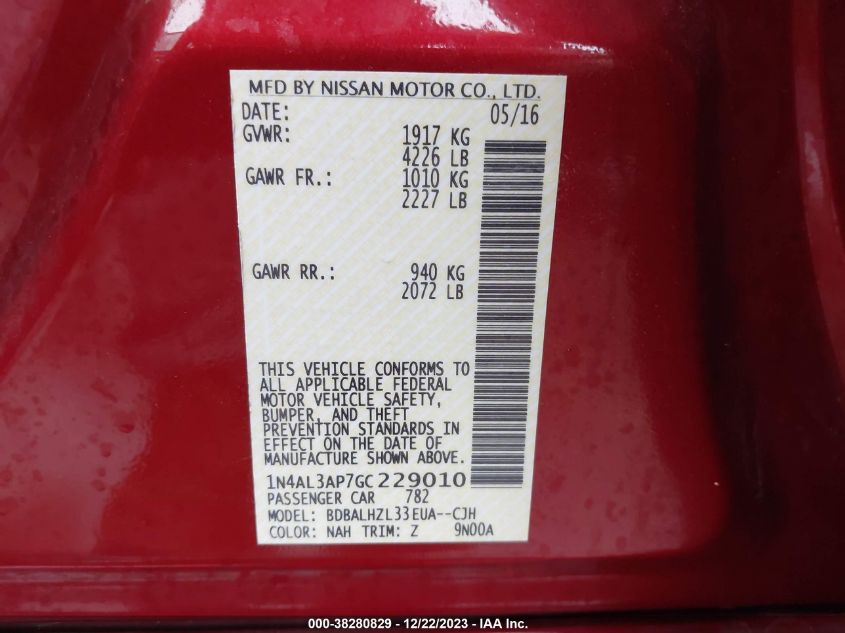 MFD BY NISSAN MOTOR CO., LTD.
DATE: 05/16
GVWR: 1917 KG
4226 LB
GAWR FR.: 1010 KG
2227 LB
GAWR RR.: 940 KG
2072 LB
THIS VEHICLE CONFORMS TO
ALL APPLICABLE FEDERAL
MOTOR VEHICLE SAFETY,
BUMPER, AND THEFT
PREVENTION STANDARDS IN
EFFECT ON THE DATE OF
MANUFACTURE SHOWN ABOVE.
1N4AL3AP7GC229010
PASSENGER CAR 782
MODEL: BDBALHZL33EUA--CJH
COLOR: NAH TRIM: Z 9N00A
000-38280829 - 12/22/2023 - IAA Inc.